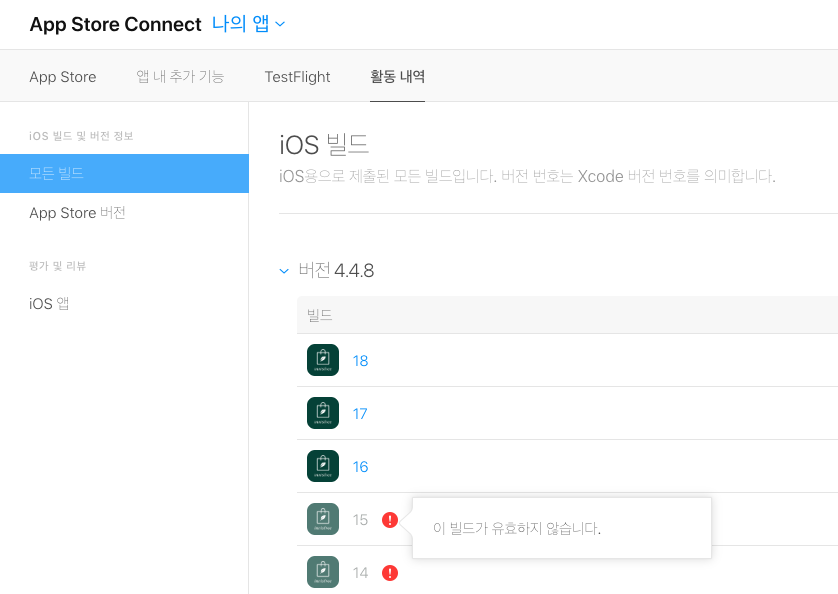 App Store Connect 나의 앱
App Store 앱 내 추가 기능 TestFlight 활동 내역
iOS 빌드 및 버전 정보
모든 빌드
App Store 버전
평가 및 리뷰
iOS 앱
iOS 빌드
iOS용으로 제출된 모든 빌드입니다. 버전 번호는 Xcode 버전 번호를 의미합니다.
버전 4.4.8
빌드
18
17
16
15
이 빌드가 유효하지 않습니다.
14